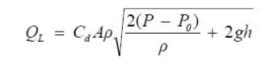 Q_L = C_d Aρ√(2(P - P_0)/ρ + 2gh)